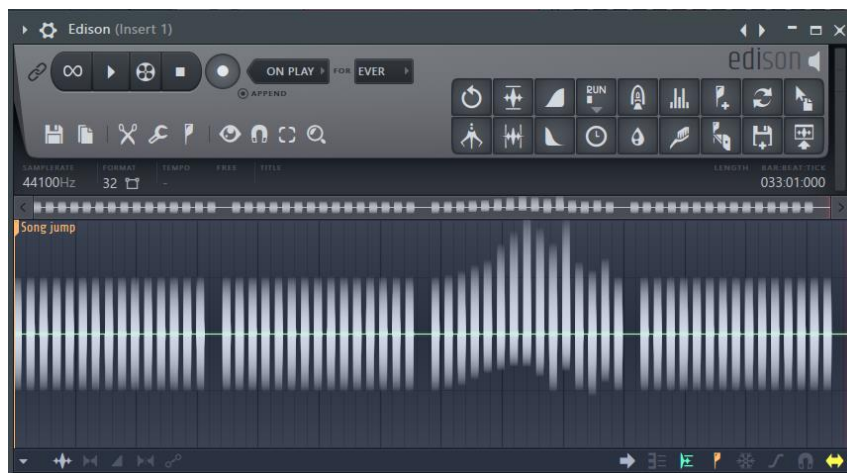 Edison (Insert 1)
edison
ON PLAY FOR EVER
APPEND
RUN
SAMPLERATE FORMAT TEMPO FREE TITLE LENGTH BAR:BEAT:TICK
44100Hz 32 - 033:01:000
Song jump